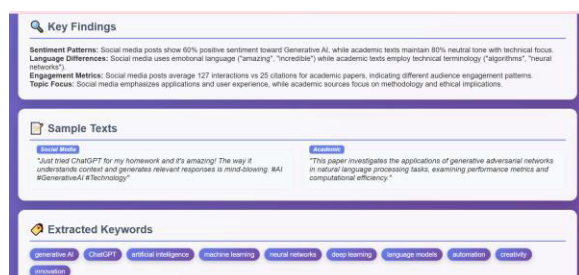 Key Findings
Sentiment Patterns: Social media posts show 60% positive sentiment toward Generative AI, while academic texts maintain 80% neutral tone with technical focus.
Language Differences: Social media uses emotional language ("amazing", "incredible") while academic texts employ technical terminology ("algorithms", "neural
networks").
Engagement Metrics: Social media posts average 127 interactions vs 25 citations for academic papers, indicating different audience engagement patterns.
Topic Focus: Social media emphasizes applications and user experience, while academic sources focus on methodology and ethical implications.
Sample Texts
Social Media
"Just tried ChatGPT for my homework and it's amazing! The way it
understands context and generates relevant responses is mind-blowing. #AI
#GenerativeAI #Technology"
Academic
"This paper investigates the applications of generative adversarial networks
in natural language processing tasks, examining performance metrics and
computational efficiency."
Extracted Keywords
generative AI ChatGPT artificial intelligence machine learning neural networks deep learning language models automation creativity
innovation